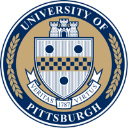 UNIVERSITY OF
VERITAS VIRTUS
1787
PITTSBURGH